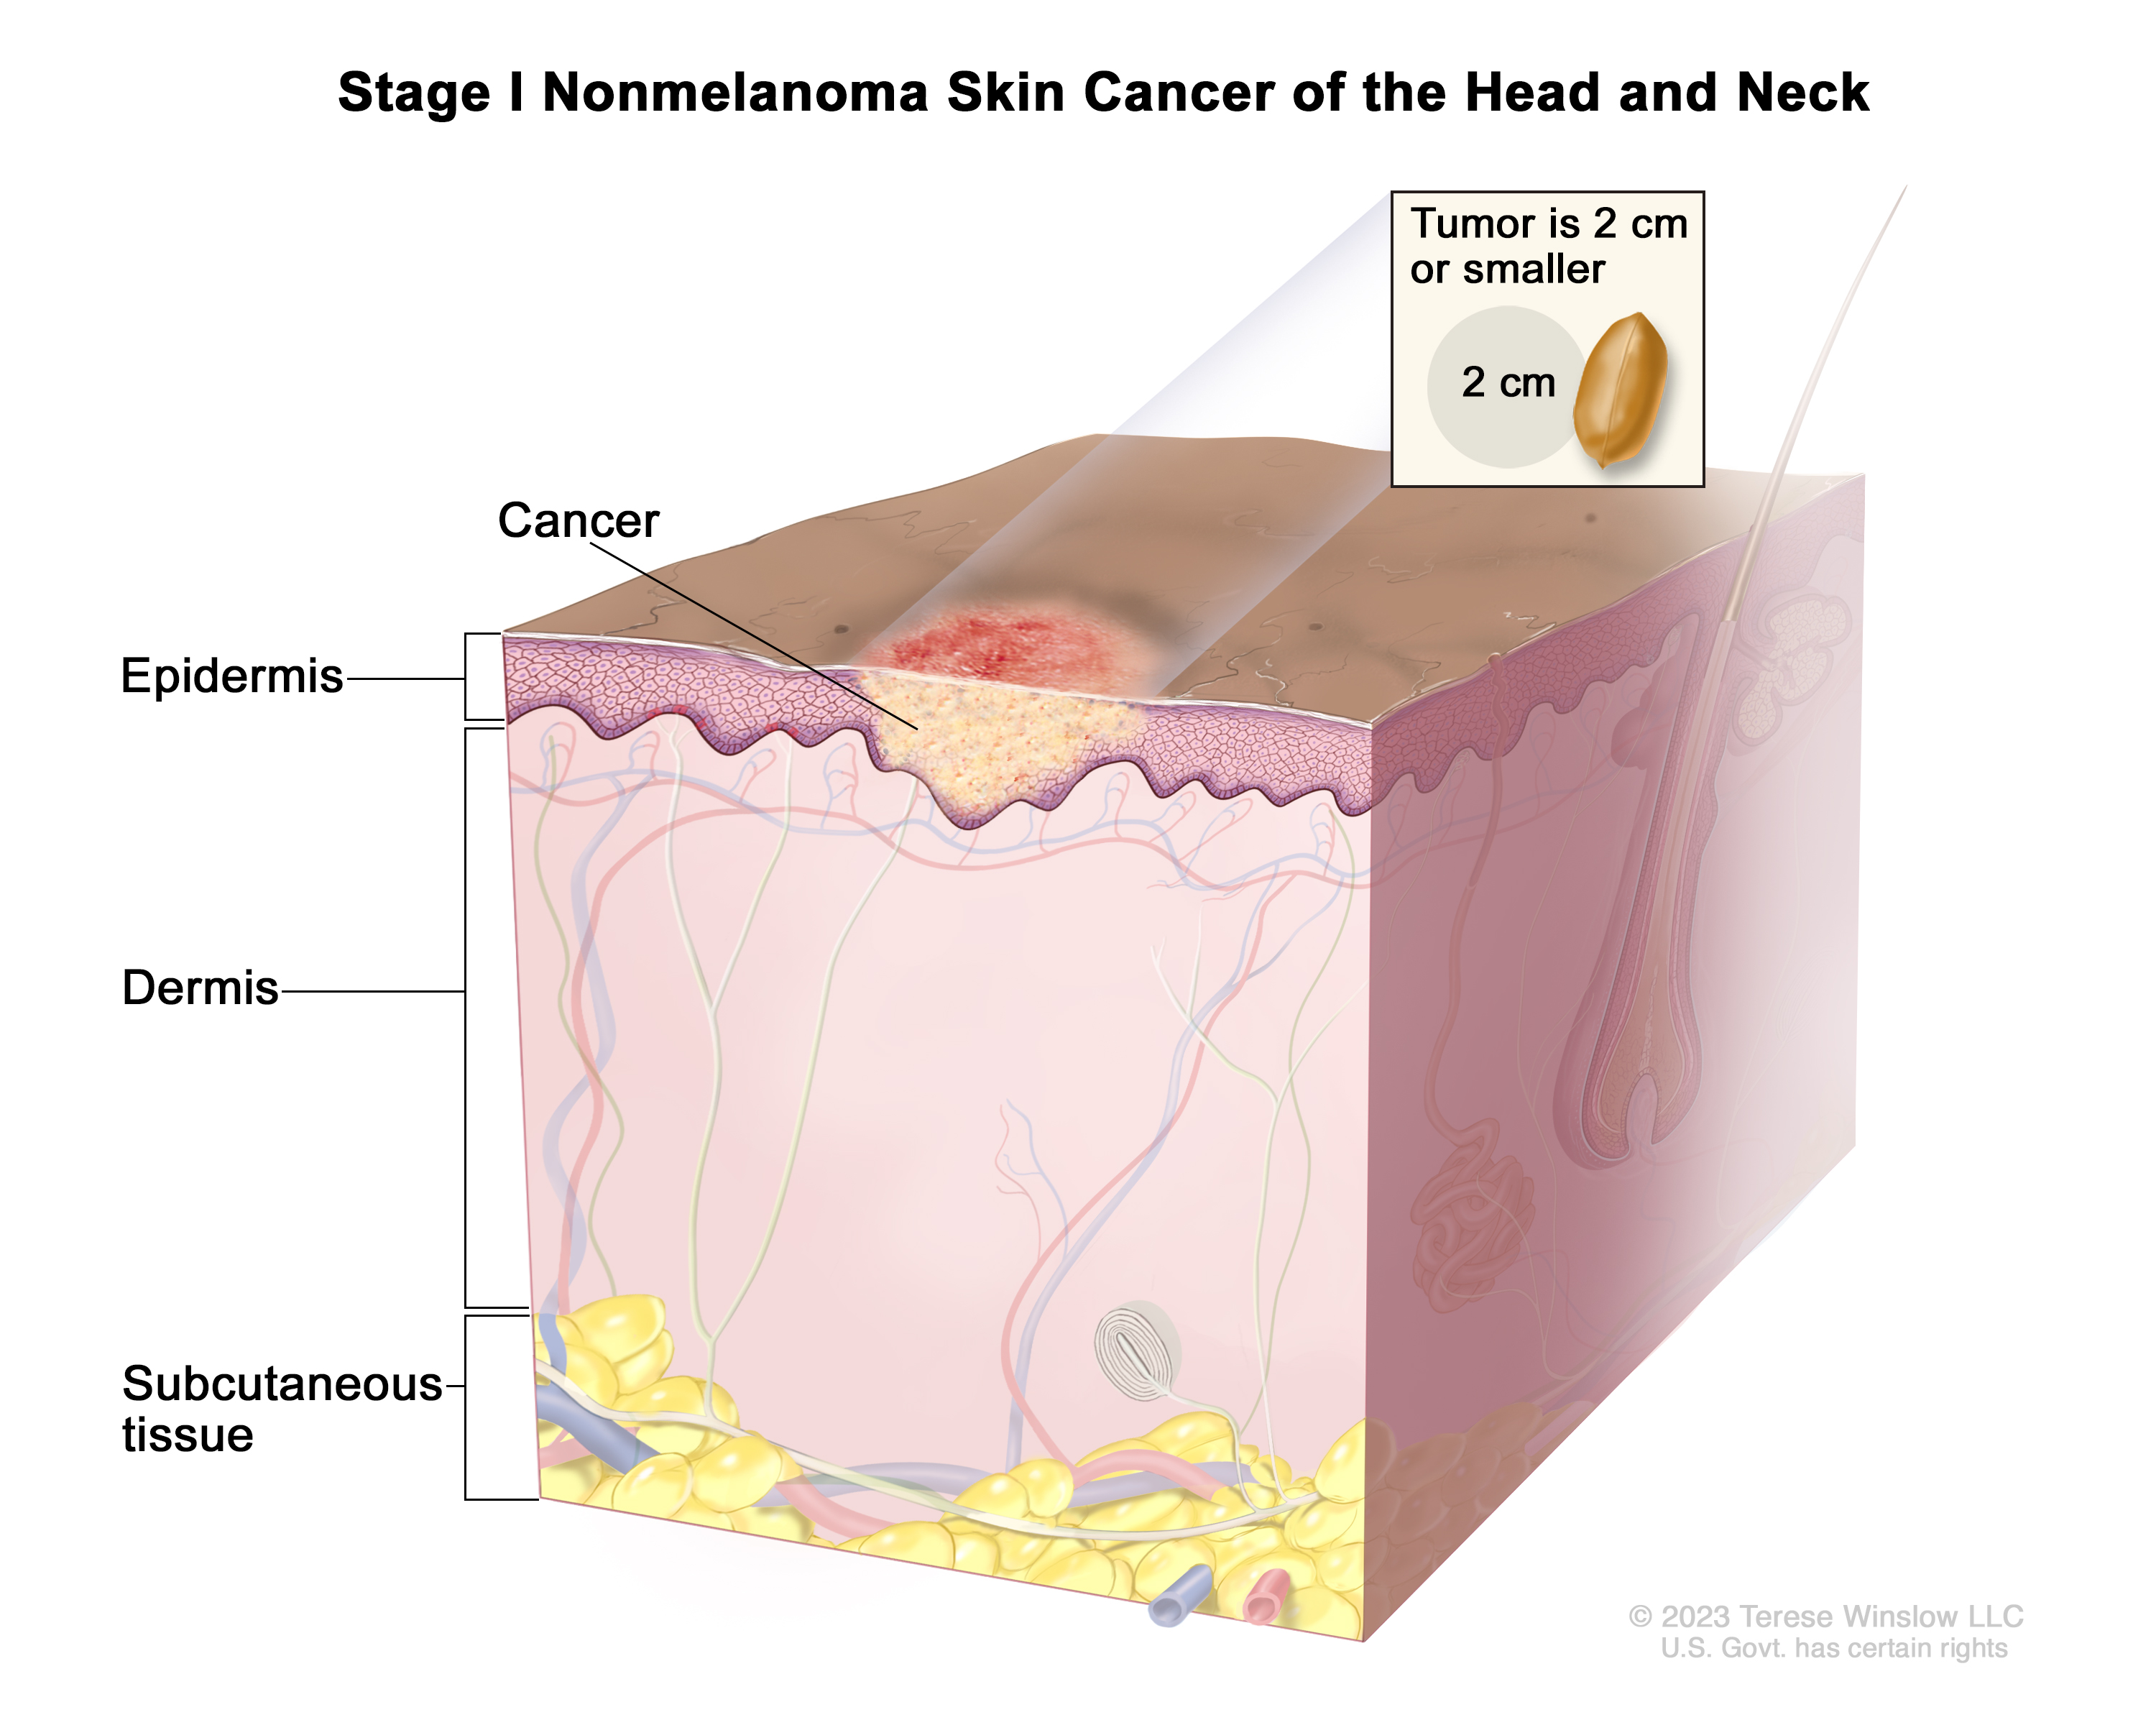 Stage I Nonmelanoma Skin Cancer of the Head and Neck
Tumor is 2 cm
or smaller
2 cm
Cancer
Epidermis
Dermis
Subcutaneous
tissue
© 2023 Terese Winslow LLC
U.S. Govt. has certain rights